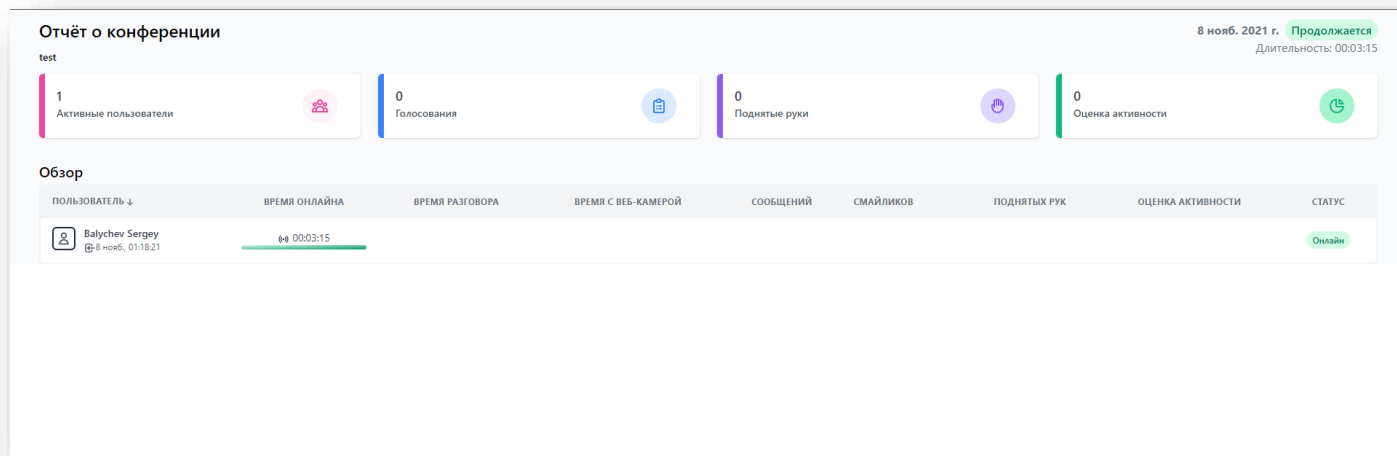 Отчёт о конференции
8 нояб. 2021 г. Продолжается
test
Длительность: 00:03:15
1
Активные пользователи
0
Голосования
0
Поднятые руки
0
Оценка активности
Обзор
ПОЛЬЗОВАТЕЛЬ ↓ ВРЕМЯ ОНЛАЙНА ВРЕМЯ РАЗГОВОРА ВРЕМЯ С ВЕБ-КАМЕРОЙ СООБЩЕНИЙ СМАЙЛИКОВ ПОДНЯТЫХ РУК ОЦЕНКА АКТИВНОСТИ СТАТУС
Balychev Sergey
8 нояб., 01:18:21
00:03:15
Онлайн